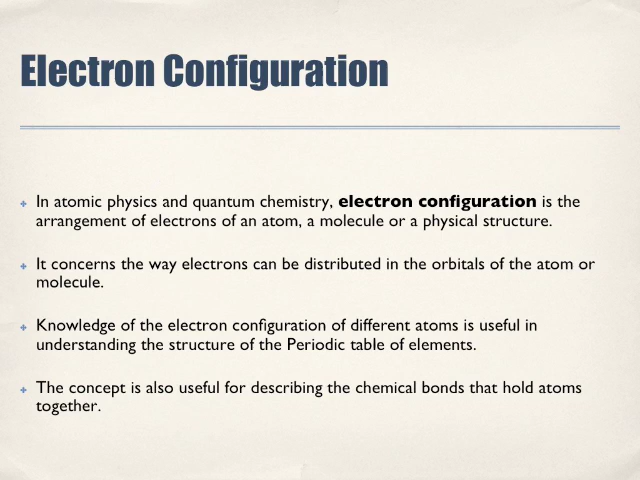 Electron Configuration
In atomic physics and quantum chemistry, electron configuration is the
arrangement of electrons of an atom, a molecule or a physical structure.
It concerns the way electrons can be distributed in the orbitals of the atom or
molecule.
Knowledge of the electron configuration of different atoms is useful in
understanding the structure of the Periodic table of elements.
The concept is also useful for describing the chemical bonds that hold atoms
together.